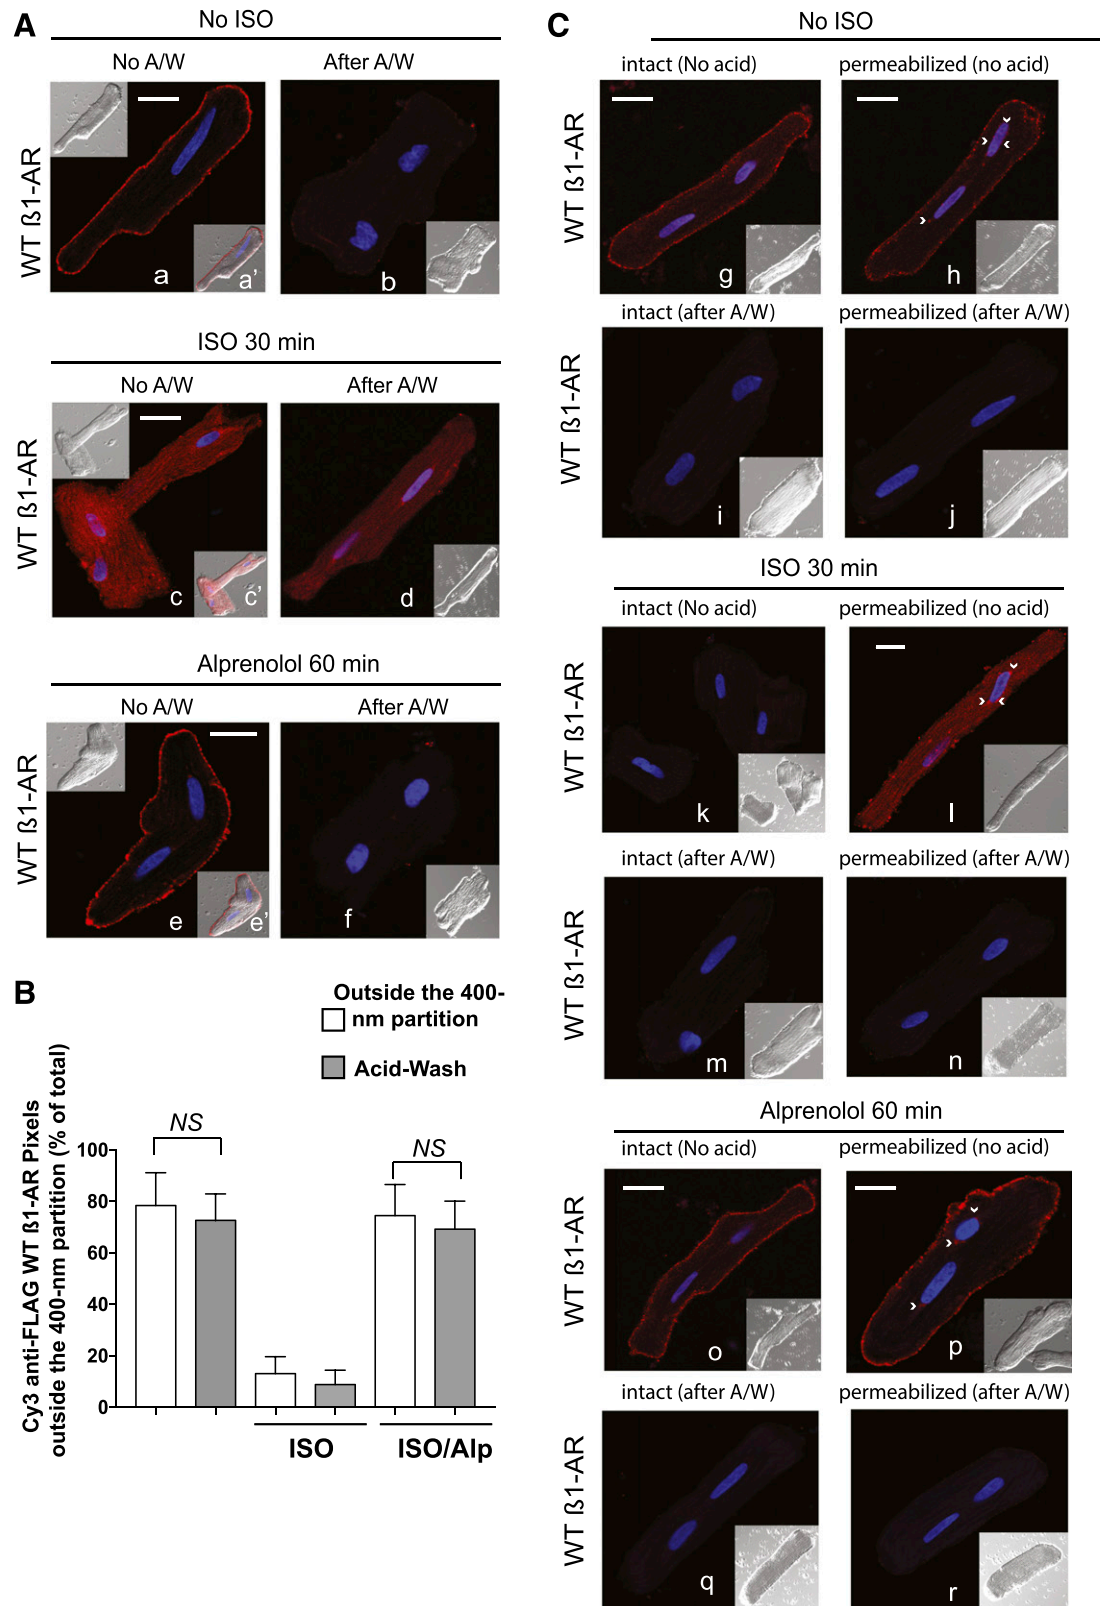 A
No ISO
No A/W
After A/W
WT ß1-AR
a
a'
b
ISO 30 min
No A/W
After A/W
WT ß1-AR
c
c'
d
Alprenolol 60 min
No A/W
After A/W
WT ß1-AR
e
e'
f
B
Outside the 400-
nm partition
Acid-Wash
Cy3 anti-FLAG WT ß1-AR Pixels
outside the 400-nm partition (% of total)
100
80
60
40
20
0
NS
NS
ISO
ISO/Alp
C
No ISO
intact (No acid)
permeabilized (no acid)
WT ß1-AR
g
h
intact (after A/W)
permeabilized (after A/W)
WT ß1-AR
i
j
ISO 30 min
intact (No acid)
permeabilized (no acid)
WT ß1-AR
k
l
intact (after A/W)
permeabilized (after A/W)
WT ß1-AR
m
n
Alprenolol 60 min
intact (No acid)
permeabilized (no acid)
WT ß1-AR
o
p
intact (after A/W)
permeabilized (after A/W)
WT ß1-AR
q
r